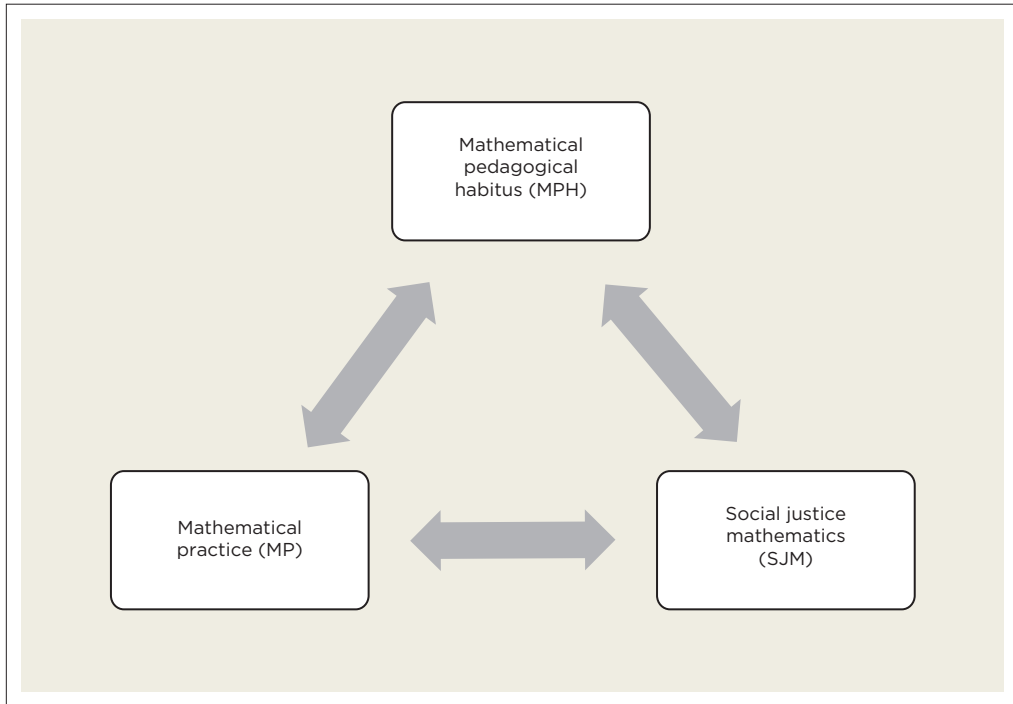 Mathematical
pedagogical
habitus (MPH)
Mathematical
practice (MP)
Social justice
mathematics
(SJM)